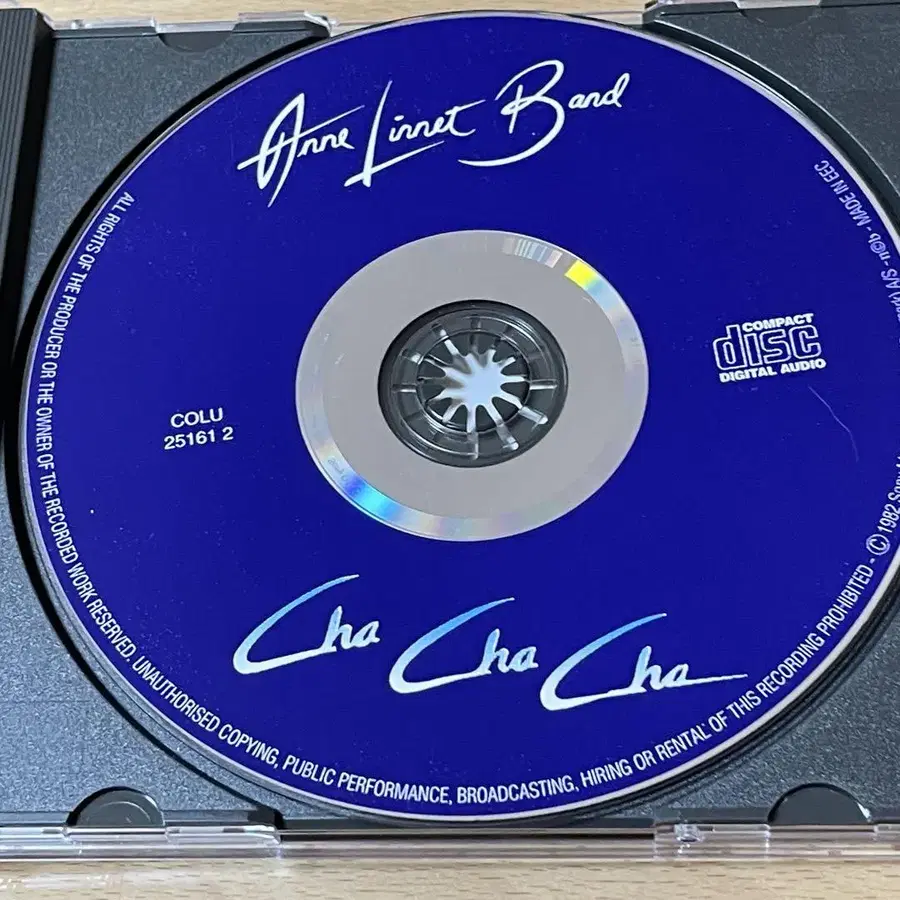 Anne Linnet Band
COMPACT
disc
DIGITAL AUDIO
COLU
25161 2
Cha Cha Cha
ALL RIGHTS OF THE PRODUCER OR THE OWNER OF THE RECORDED WORK RESERVED. UNAUTHORISED COPYING, PUBLIC PERFORMANCE, BROADCASTING, HIRING OR RENTAL OF THIS RECORDING PROHIBITED - © 1982 A/S - n©b - MADE IN EEC